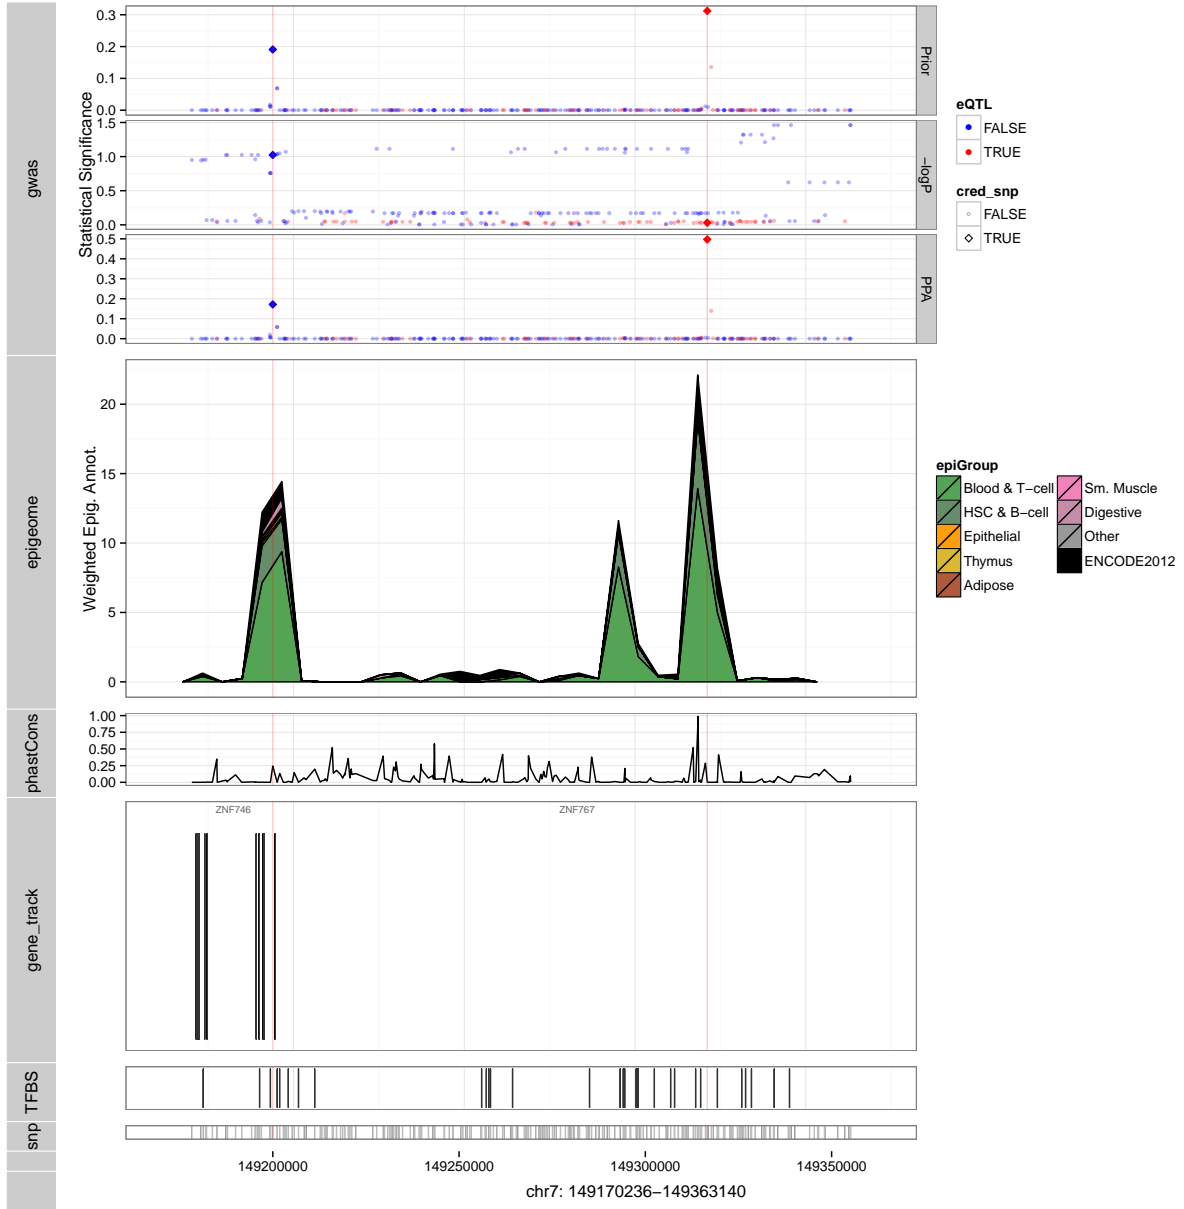 gwas
Statistical Significance
0.3
0.2
0.1
0.0
Prior
1.5
1.0
0.5
0.0
−logP
0.5
0.4
0.3
0.2
0.1
0.0
PPA
eQTL
FALSE
TRUE
cred_snp
FALSE
TRUE
epigeome
Weighted Epig. Annot.
20
15
10
5
0
epiGroup
Blood & T−cell
HSC & B−cell
Epithelial
Thymus
Adipose
Sm. Muscle
Digestive
Other
ENCODE2012
phastCons
1.00
0.75
0.50
0.25
0.00
gene_track
ZNF746
ZNF767
TFBS
snp
149200000
149250000
149300000
149350000
chr7: 149170236−149363140